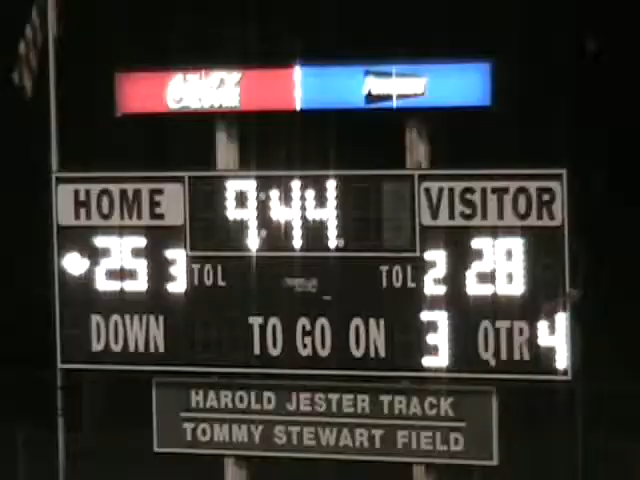 HOME 9:44 VISITOR
25 3 TOL TOL 2 28
DOWN TO GO ON 3 QTR 4
HAROLD JESTER TRACK
TOMMY STEWART FIELD